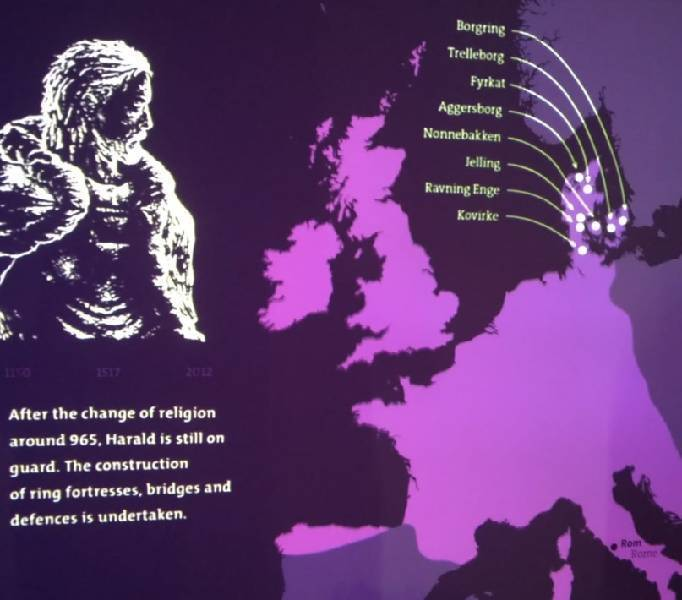 Borgring
Trelleborg
Fyrkat
Aggersborg
Nonnebakken
Jelling
Ravning Enge
Kovirke
1150 1517 2012
After the change of religion
around 965, Harald is still on
guard. The construction
of ring fortresses, bridges and
defences is undertaken.
Rom
Rome